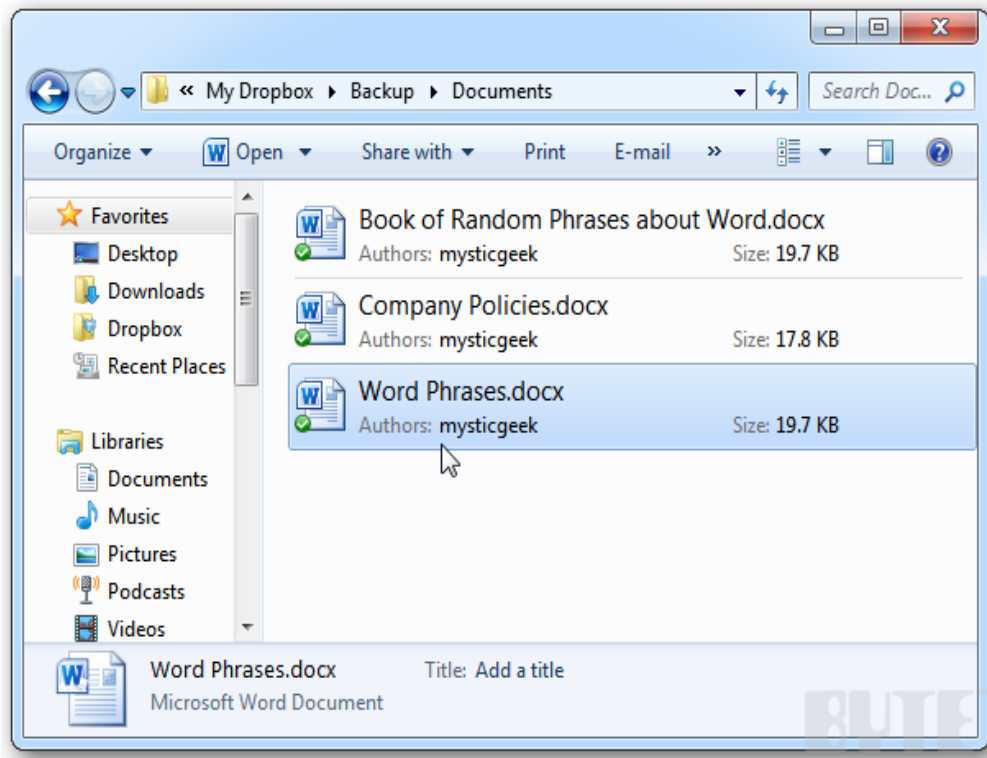 « My Dropbox ▸ Backup ▸ Documents
Search Doc...
Organize Open Share with Print E-mail »
Favorites
Desktop
Downloads
Dropbox
Recent Places
Libraries
Documents
Music
Pictures
Podcasts
Videos
Book of Random Phrases about Word.docx
Authors: mysticgeek Size: 19.7 KB
Company Policies.docx
Authors: mysticgeek Size: 17.8 KB
Word Phrases.docx
Authors: mysticgeek Size: 19.7 KB
Word Phrases.docx Title: Add a title
Microsoft Word Document
BYTE